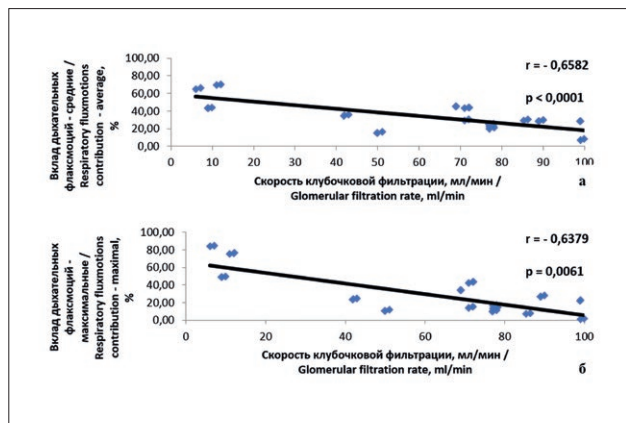 Вклад дыхательных
флаксмоций - средние /
Respiratory fluxmotions
contribution - average,
%
100,00
80,00
60,00
40,00
20,00
0,00
r = - 0,6582
p < 0,0001
0 10 20 30 40 50 60 70 80 90 100
Скорость клубочковой фильтрации, мл/мин /
Glomerular filtration rate, ml/min
а
Вклад дыхательных
флаксмоций -
максимальные /
Respiratory fluxmotions
contribution - maximal,
%
100,00
80,00
60,00
40,00
20,00
0,00
r = - 0,6379
p = 0,0061
0 20 40 60 80 100
Скорость клубочковой фильтрации, мл/мин /
Glomerular filtration rate, ml/min
б